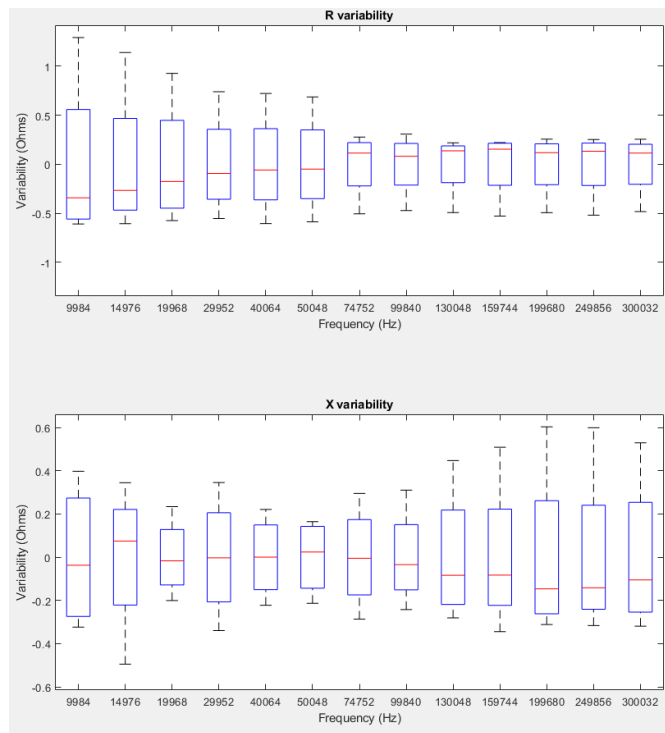 R variability
1
0.5
0
-0.5
-1
Variability (Ohms)
9984 14976 19968 29952 40064 50048 74752 99840 130048 159744 199680 249856 300032
Frequency (Hz)
X variability
0.6
0.4
0.2
0
-0.2
-0.4
-0.6
Variability (Ohms)
9984 14976 19968 29952 40064 50048 74752 99840 130048 159744 199680 249856 300032
Frequency (Hz)